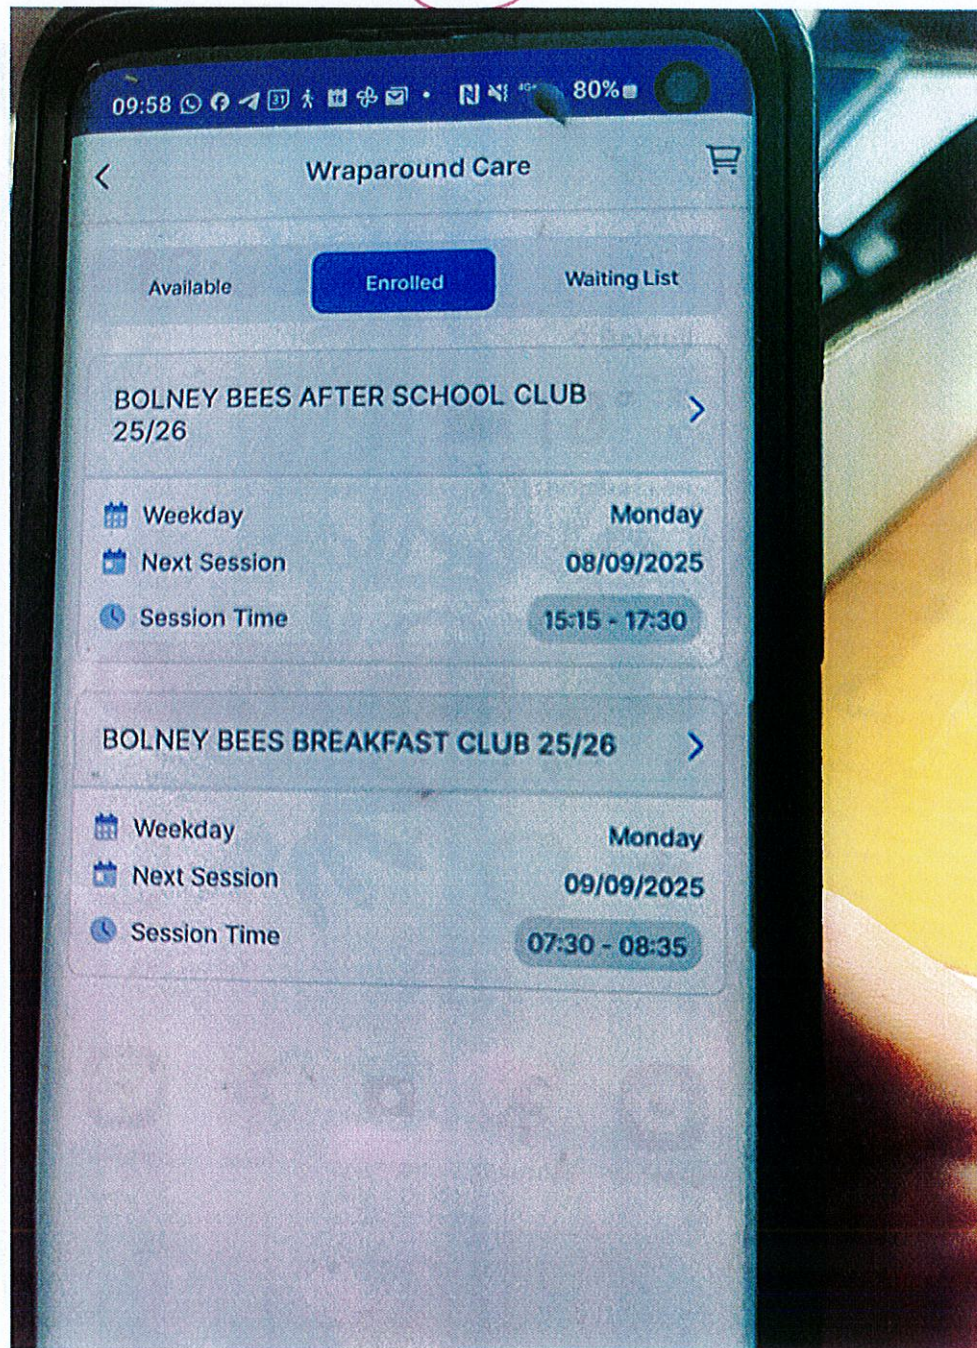 09:58 80%
Wraparound Care
Available Enrolled Waiting List
BOLNEY BEES AFTER SCHOOL CLUB
25/26
Weekday Monday
Next Session 08/09/2025
Session Time 15:15 - 17:30
BOLNEY BEES BREAKFAST CLUB 25/26
Weekday Monday
Next Session 09/09/2025
Session Time 07:30 - 08:35